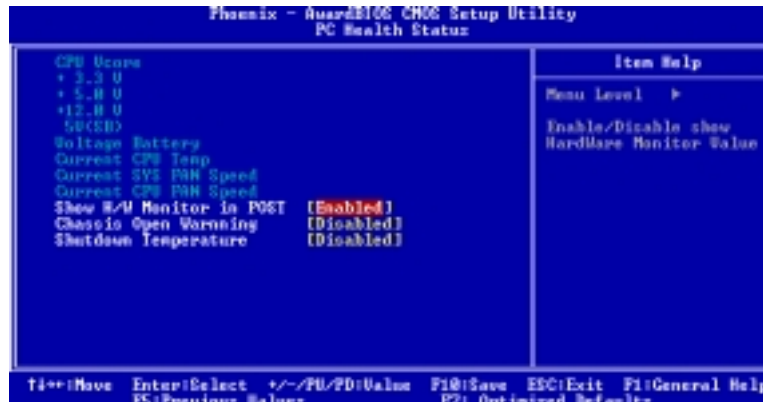 Phoenix - AwardBIOS CMOS Setup Utility
PC Health Status
CPU Vcore
+ 3.3 V
+ 5.0 V
+12.0 V
5V(SB)
Voltage Battery
Current CPU Temp
Current SYS FAN Speed
Current CPU FAN Speed
Show H/W Monitor in POST [Enabled]
Chassis Open Warnning [Disabled]
Shutdown Temperature [Disabled]
Item Help
Menu Level ▶
Enable/Disable show
HardWare Monitor Value
↑↓→←:Move Enter:Select +/-/PU/PD:Value F10:Save ESC:Exit F1:General Help
F5:Previous Values F7: Optimized Defaults